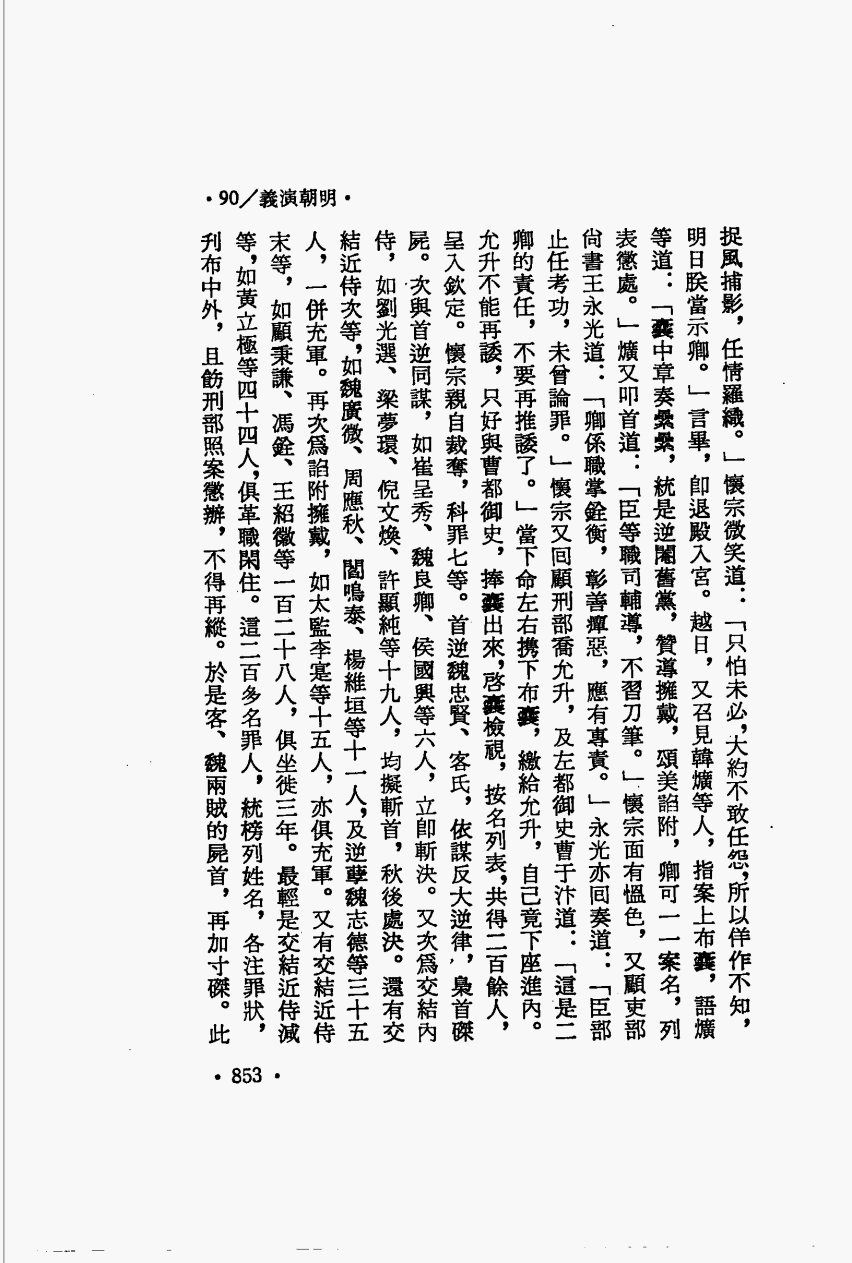 •90／義演朝明•
捉風捕影，任情羅織。」懷宗微笑道：「只怕未必，大約不敢任怨，所以佯作不知，
明日朕當示卿。」言畢，卽退殿入宮。越日，又召見韓爌等人，指案上布囊，語爌
等道：「囊中章奏纍纍，統是逆閹舊黨，贊導擁戴，頌美諂附，卿可一一案名，列
表懲處。」爌又叩首道：「臣等職司輔導，不習刀筆。」懷宗面有慍色，又顧吏部
尙書王永光道：「卿係職掌銓衡，彰善癉惡，應有專責。」永光亦囘奏道：「臣部
止任考功，未曾論罪。」懷宗又囘顧刑部喬允升，及左都御史曹于汴道：「這是二
卿的責任，不要再推諉了。」當下命左右携下布囊，繳給允升，自己竟下座進內。
允升不能再諉，只好與曹都御史，捧囊出來，啓囊檢視，按名列表，共得二百餘人，
呈入欽定。懷宗親自裁奪，科罪七等。首逆魏忠賢、客氏，依謀反大逆律，梟首磔
屍。次與首逆同謀，如崔呈秀、魏良卿、侯國興等六人，立卽斬決。又次爲交結內
侍，如劉光選、梁夢環、倪文煥、許顯純等十九人，均擬斬首，秋後處決。還有交
結近侍次等，如魏廣微、周應秋、閻鳴泰、楊維垣等十一人，及逆孽魏志德等三十五
人，一併充軍。再次爲諂附擁戴，如太監李寔等十五人，亦俱充軍。又有交結近侍
末等，如顧秉謙、馮銓、王紹徽等一百二十八人，俱坐徙三年。最輕是交結近侍減
等，如黃立極等四十四人，俱革職閑住。這二百多名罪人，統榜列姓名，各注罪狀，
刋布中外，且飭刑部照案懲辦，不得再縱。於是客、魏兩賊的屍首，再加寸磔。此
•853•